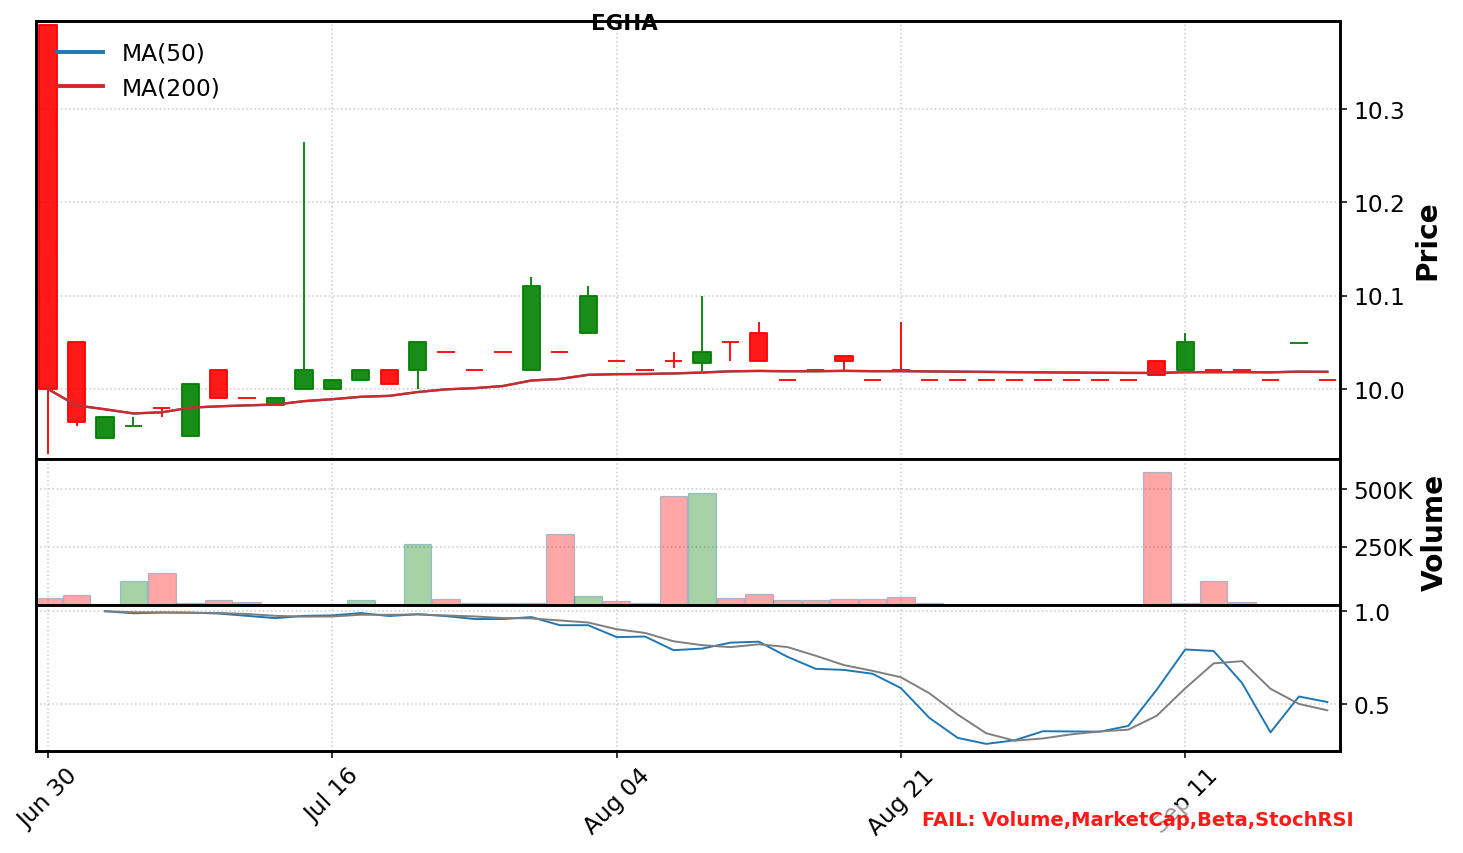 EGHA
MA(50)
MA(200)
10.3
10.2
10.1
10.0
Price
500K
250K
Volume
1.0
0.5
Jun 30
Jul 16
Aug 04
Aug 21
Sep 11
FAIL: Volume,MarketCap,Beta,StochRSI